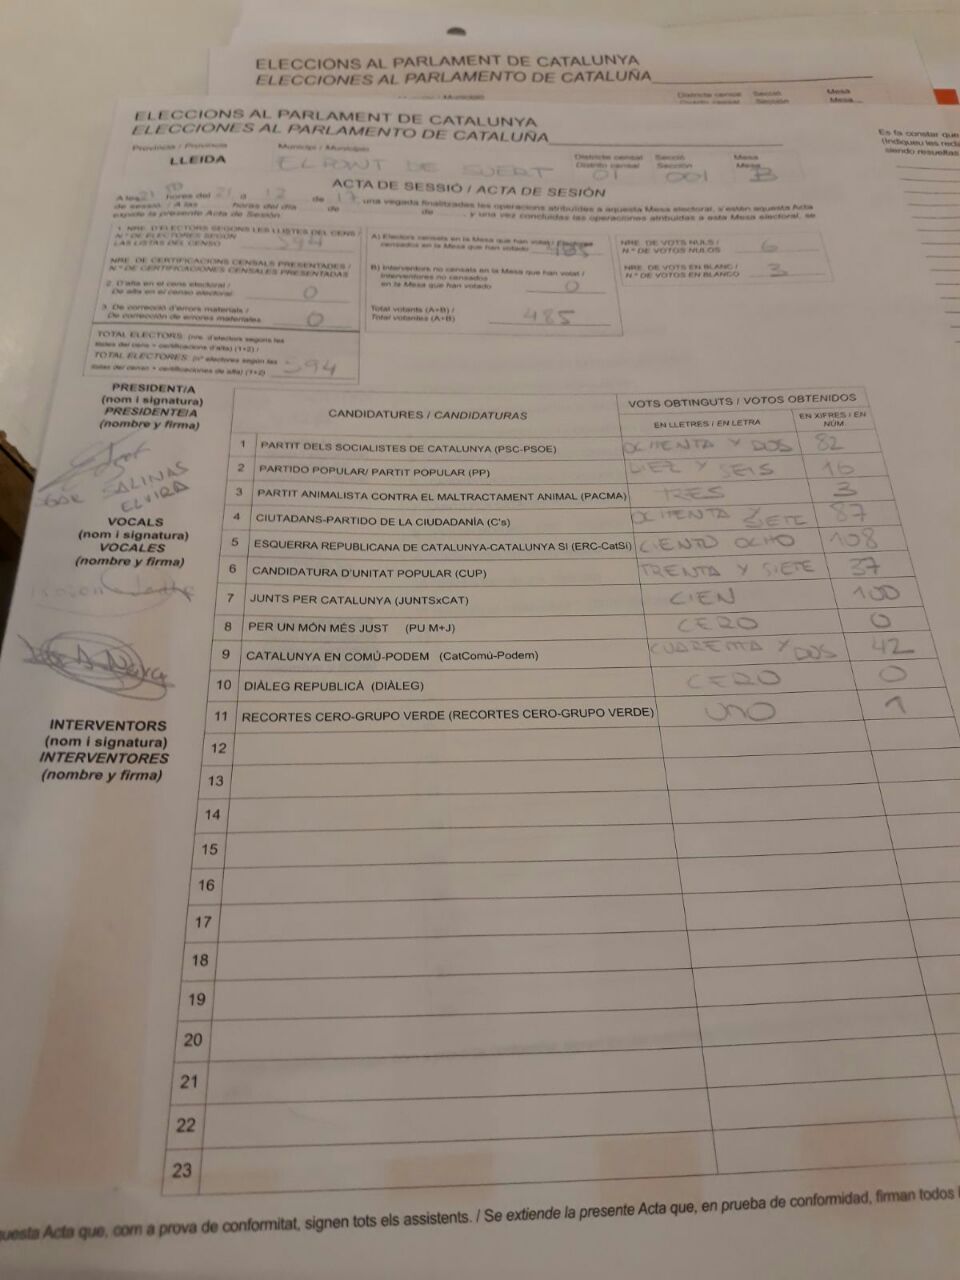 ELECCIONS AL PARLAMENT DE CATALUNYA
ELECCIONES AL PARLAMENTO DE CATALUÑA
Districte censal Secció Mesa
ELECCIONS AL PARLAMENT DE CATALUNYA
ELECCIONES AL PARLAMENTO DE CATALUÑA
Es fa constar que
(Indiqueu les recl
siendo resueltas
Província / Provincia Municipi / Municipio Districte censal Secció Mesa
Distrito censal Sección Mesa
LLEIDA EL PONT DE SUERT 01 001 B
ACTA DE SESSIÓ / ACTA DE SESIÓN
A les 21 hores del 21 d 12 de 17, una vegada finalitzades les operacions atribuïdes a aquesta Mesa electoral, s'estén aquesta Acta
de sessió. / A las horas del día de de y una vez concluidas las operaciones atribuidas a esta Mesa electoral, se
expide la presente Acta de Sesión.
1. NRE. D'ELECTORS SEGONS LES LLISTES DEL CENS /
N.º DE ELECTORES SEGÚN
LAS LISTAS DEL CENSO 594
NRE. DE CERTIFICACIONS CENSALS PRESENTADES /
N.º DE CERTIFICACIONES CENSALES PRESENTADAS
2. D'alta en el cens electoral /
De alta en el censo electoral: 0
3. De correcció d'errors materials /
De corrección de errores materiales 0
TOTAL ELECTORS (nre. d'electors segons les
llistes del cens + certificacions d'alta) (1+2) /
TOTAL ELECTORES (nº electores según las
listas del censo + certificaciones de alta) (1+2) 594
A) Electors censats en la Mesa que han votat / Electores
censados en la Mesa que han votado 485
B) Interventors no censats en la Mesa que han votat /
Interventores no censados
en la Mesa que han votado 0
Total votants (A+B) /
Total votantes (A+B) 485
NRE. DE VOTS NULS /
N.º DE VOTOS NULOS 6
NRE. DE VOTS EN BLANC /
N.º DE VOTOS EN BLANCO 3
PRESIDENT/A
(nom i signatura)
PRESIDENTE/A
(nombre y firma)
SALINAS
ELVIRA
VOCALS
(nom i signatura)
VOCALES
(nombre y firma)
INTERVENTORS
(nom i signatura)
INTERVENTORES
(nombre y firma)
CANDIDATURES / CANDIDATURAS VOTS OBTINGUTS / VOTOS OBTENIDOS
EN LLETRES / EN LETRA EN XIFRES / EN NÚM.
1 PARTIT DELS SOCIALISTES DE CATALUNYA (PSC-PSOE) OCHENTA Y DOS 82
2 PARTIDO POPULAR/ PARTIT POPULAR (PP) DIEZ Y SEIS 16
3 PARTIT ANIMALISTA CONTRA EL MALTRACTAMENT ANIMAL (PACMA) TRES 3
4 CIUTADANS-PARTIDO DE LA CIUDADANÍA (C's) OCHENTA Y SIETE 87
5 ESQUERRA REPUBLICANA DE CATALUNYA-CATALUNYA SÍ (ERC-CatSí) CIENTO OCHO 108
6 CANDIDATURA D'UNITAT POPULAR (CUP) TRENTA Y SIETE 37
7 JUNTS PER CATALUNYA (JUNTSxCAT) CIEN 100
8 PER UN MÓN MÉS JUST (PU M+J) CERO 0
9 CATALUNYA EN COMÚ-PODEM (CatComú-Podem) CUARENTA Y DOS 42
10 DIÀLEG REPUBLICÀ (DIÀLEG) CERO 0
11 RECORTES CERO-GRUPO VERDE (RECORTES CERO-GRUPO VERDE) UNO 1
12
13
14
15
16
17
18
19
20
21
22
23
questa Acta que, com a prova de conformitat, signen tots els assistents. / Se extiende la presente Acta que, en prueba de conformidad, firman todos